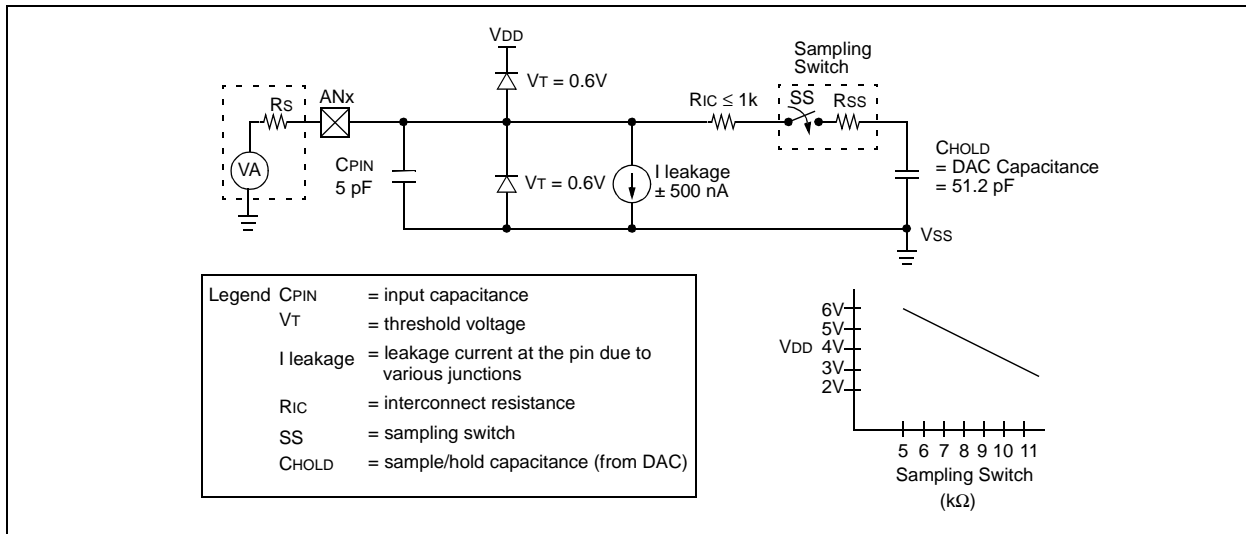 VDD
Sampling
Switch
VT = 0.6V
RS
ANx
RIC ≤ 1k
SS
RSS
VA
CPIN
5 pF
VT = 0.6V
I leakage
± 500 nA
CHOLD
= DAC Capacitance
= 51.2 pF
VSS
Legend CPIN = input capacitance
VT = threshold voltage
I leakage = leakage current at the pin due to
various junctions
RIC = interconnect resistance
SS = sampling switch
CHOLD = sample/hold capacitance (from DAC)
6V
5V
VDD 4V
3V
2V
5 6 7 8 9 10 11
Sampling Switch
(kΩ)